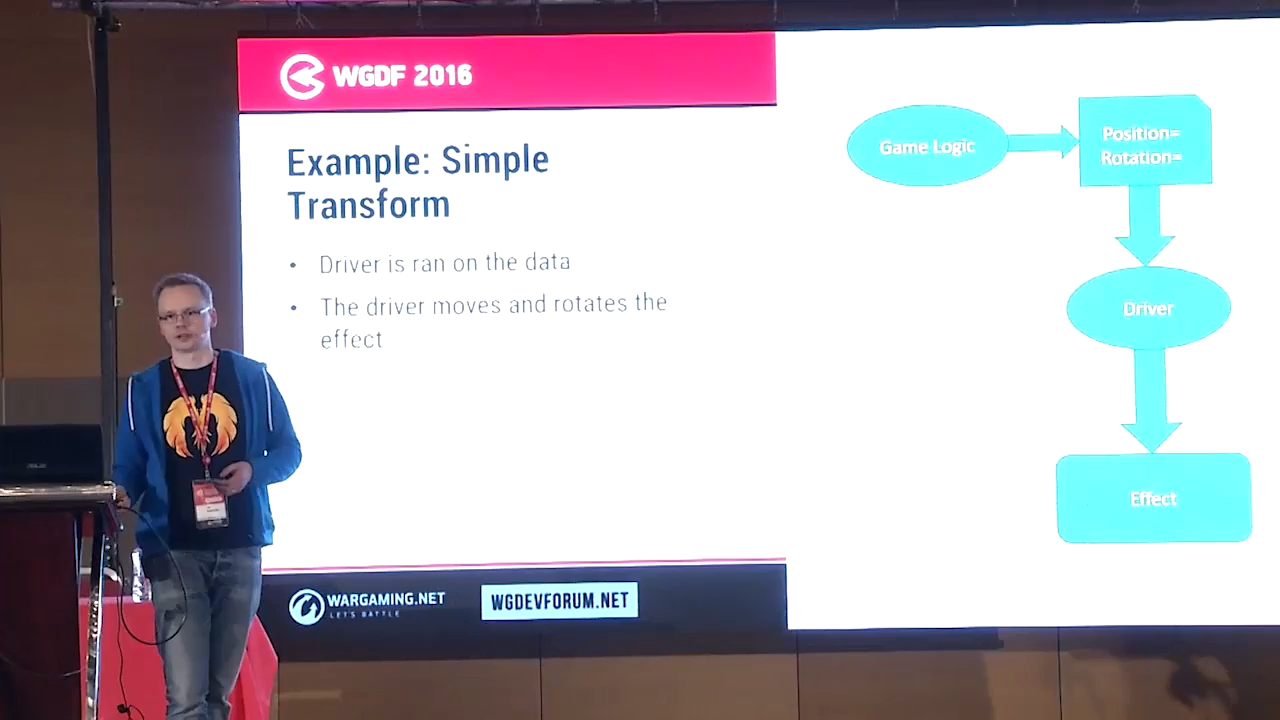 WGDF 2016
Example: Simple
Transform
• Driver is ran on the data
• The driver moves and rotates the
effect
Game Logic
Position=
Rotation=
Driver
Effect
WARGAMING.NET
LET'S BATTLE
WGDEVFORUM.NET